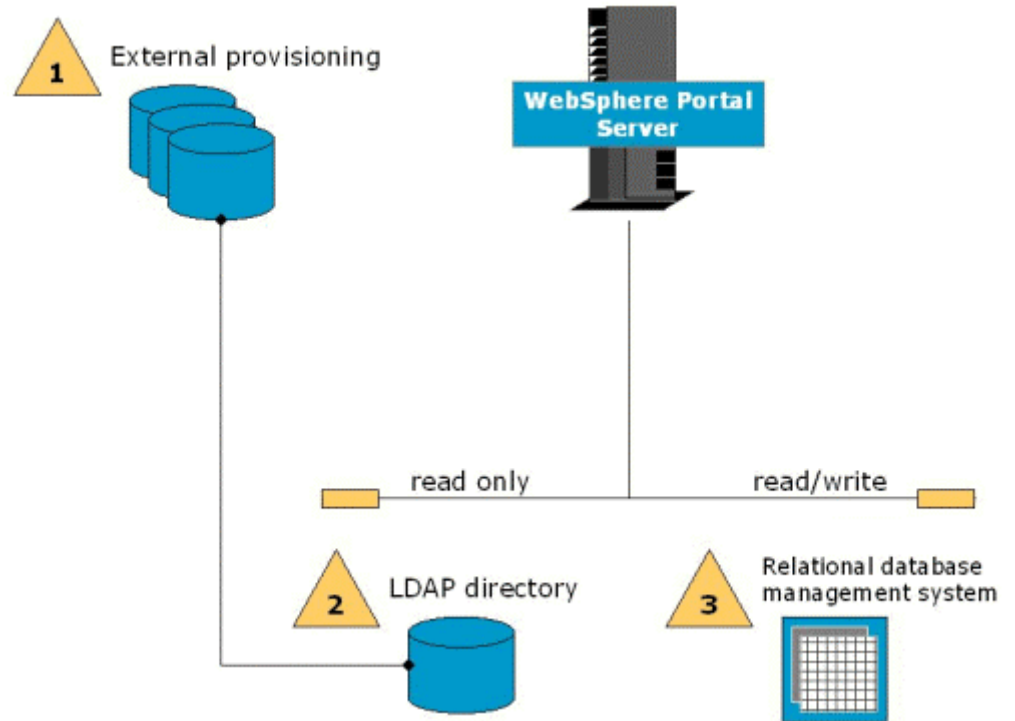 1
External provisioning
WebSphere Portal
Server
read only
read/write
2
LDAP directory
3
Relational database
management system